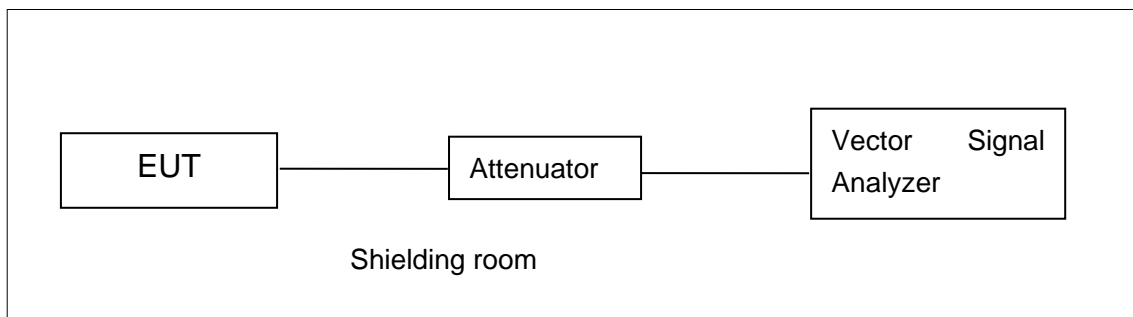 EUT
Attenuator
Vector Signal
Analyzer
Shielding room